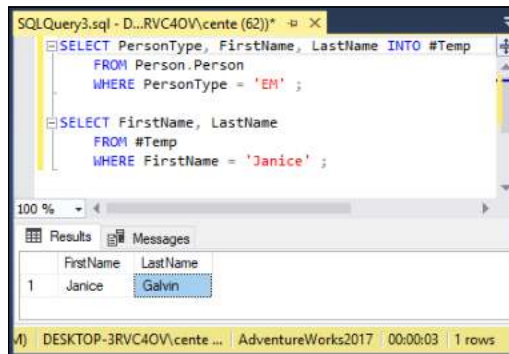 SQLQuery3.sql - D...RVC4OV\cente (62))*
SELECT PersonType, FirstName, LastName INTO #Temp
FROM Person.Person
WHERE PersonType = 'EM' ;
SELECT FirstName, LastName
FROM #Temp
WHERE FirstName = 'Janice' ;
100 %
Results Messages
FirstName LastName
1 Janice Galvin
M) DESKTOP-3RVC4OV\cente ... AdventureWorks2017 00:00:03 1 rows